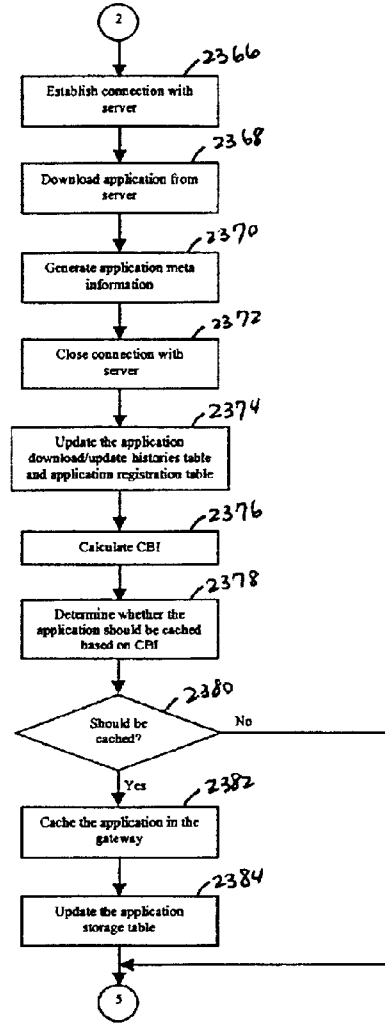 2
2366
Establish connection with
server
2368
Download application from
server
2370
Generate application meta
information
2372
Close connection with
server
2374
Update the application
download/update histories table
and application registration table
2376
Calculate CBI
2378
Determine whether the
application should be cached
based on CBI
2380
Should be
cached?
No
Yes
2382
Cache the application in the
gateway
2384
Update the application
storage table
5